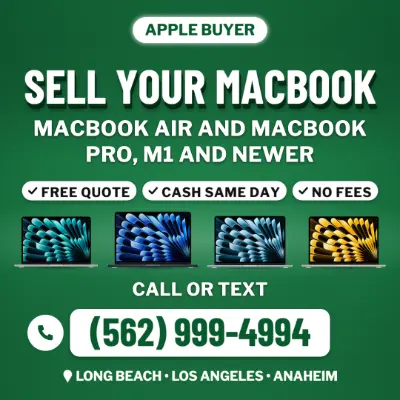 APPLE BUYER
SELL YOUR MACBOOK
MACBOOK AIR AND MACBOOK
PRO, M1 AND NEWER
✓ FREE QUOTE ✓ CASH SAME DAY ✓ NO FEES
CALL OR TEXT
(562) 999-4994
LONG BEACH • LOS ANGELES • ANAHEIM